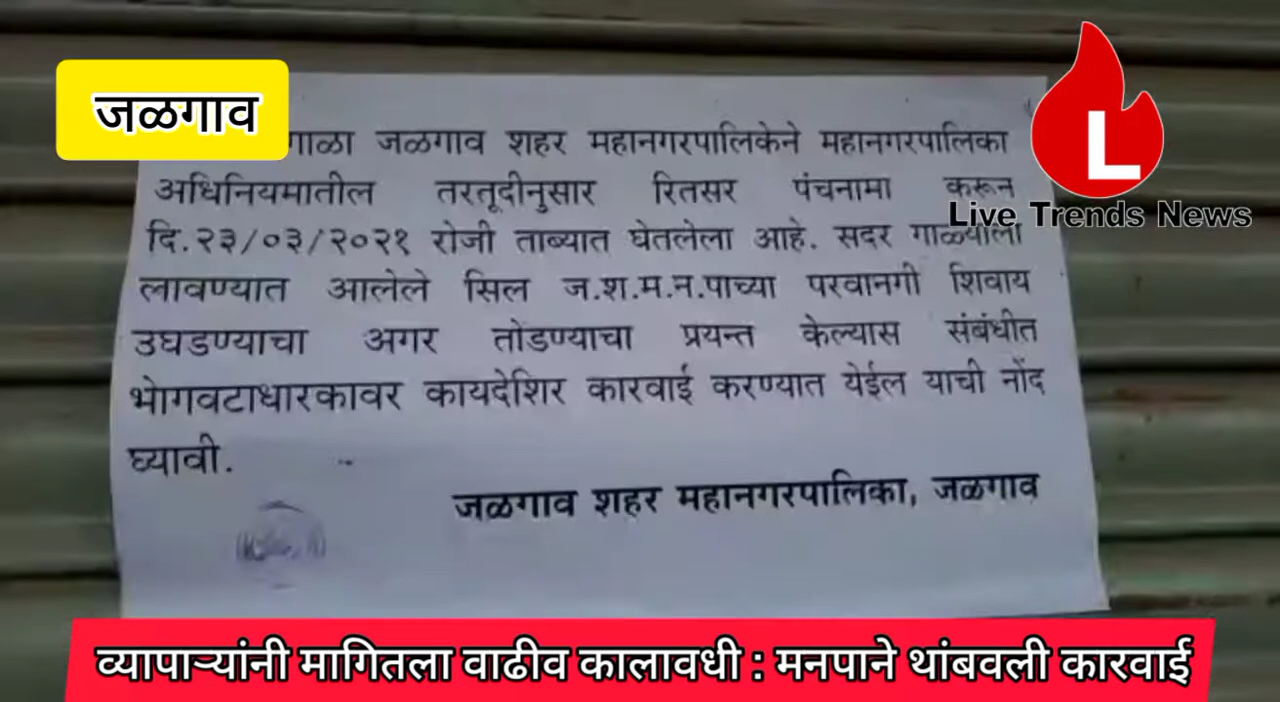 जळगाव
गाळा जळगाव शहर महानगरपालिकेने महानगरपालिका
अधिनियमातील तरतूदीनुसार रितसर पंचनामा करून
दि.२३/०३/२०२१ रोजी ताब्यात घेतलेला आहे. सदर गाळ्याला
लावण्यात आलेले सिल ज.श.म.न.पाच्या परवानगी शिवाय
उघडण्याचा अगर तोडण्याचा प्रयन्त केल्यास संबंधीत
भोगवटाधारकावर कायदेशिर कारवाई करण्यात येईल याची नोंद
घ्यावी.
जळगाव शहर महानगरपालिका, जळगाव
L
Live Trends News
व्यापाऱ्यांनी मागितला वाढीव कालावधी : मनपाने थांबवली कारवाई